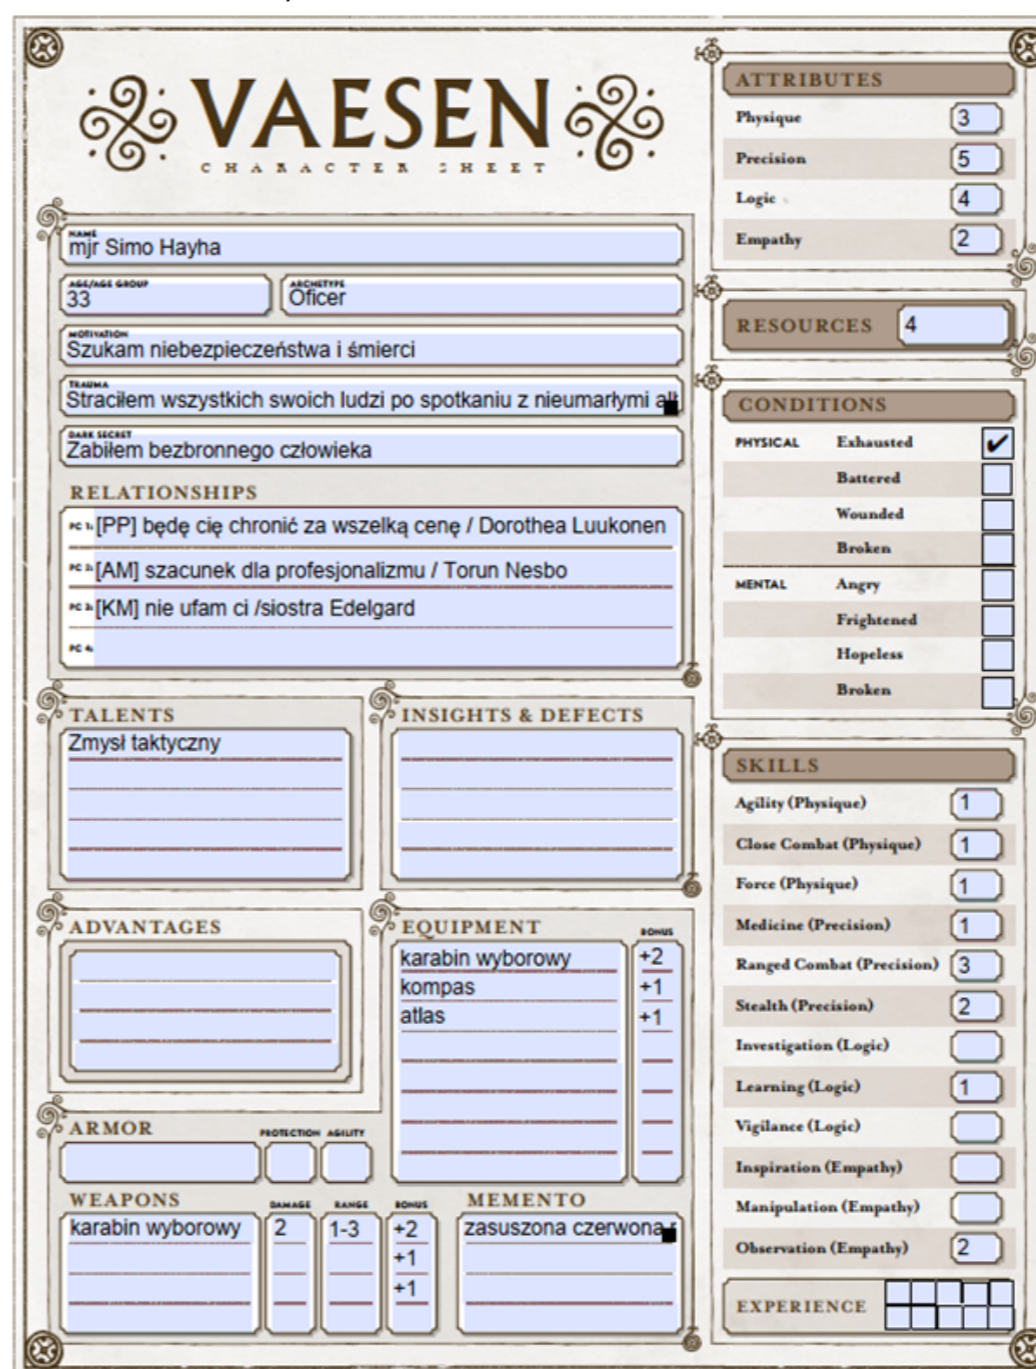 VAESEN
CHARACTER SHEET
NAME
mjr Simo Hayha
AGE/AGE GROUP
33
ARCHETYPE
Oficer
MOTIVATION
Szukam niebezpieczeństwa i śmierci
TRAUMA
Straciłem wszystkich swoich ludzi po spotkaniu z nieumarłymi
DARK SECRET
Zabiłem bezbronnego człowieka
RELATIONSHIPS
PC 1: [PP] będę cię chronić za wszelką cenę / Dorothea Luukonen
PC 2: [AM] szacunek dla profesjonalizmu / Torun Nesbo
PC 3: [KM] nie ufam ci /siostra Edelgard
PC 4:
TALENTS
Zmysł taktyczny
INSIGHTS & DEFECTS
ADVANTAGES
EQUIPMENT BONUS
karabin wyborowy +2
kompas +1
atlas +1
ARMOR PROTECTION AGILITY
WEAPONS DAMAGE RANGE BONUS
karabin wyborowy 2 1-3 +2
+1
+1
MEMENTO
zasuszona czerwona
ATTRIBUTES
Physique 3
Precision 5
Logic 4
Empathy 2
RESOURCES 4
CONDITIONS
PHYSICAL Exhausted ✔
Battered
Wounded
Broken
MENTAL Angry
Frightened
Hopeless
Broken
SKILLS
Agility (Physique) 1
Close Combat (Physique) 1
Force (Physique) 1
Medicine (Precision) 1
Ranged Combat (Precision) 3
Stealth (Precision) 2
Investigation (Logic)
Learning (Logic) 1
Vigilance (Logic)
Inspiration (Empathy)
Manipulation (Empathy)
Observation (Empathy) 2
EXPERIENCE